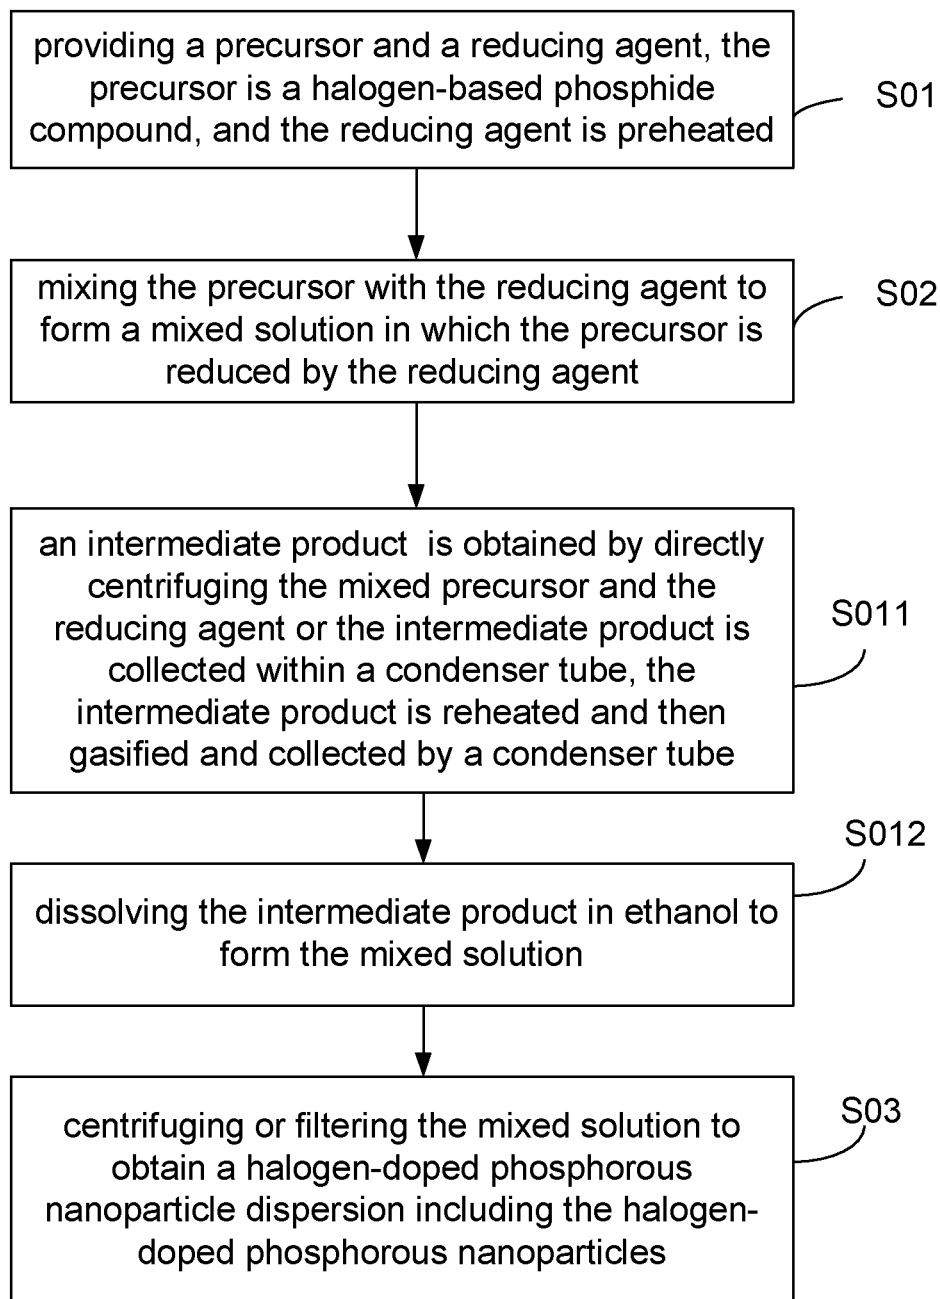 providing a precursor and a reducing agent, the
precursor is a halogen-based phosphide
compound, and the reducing agent is preheated
S01
mixing the precursor with the reducing agent to
form a mixed solution in which the precursor is
reduced by the reducing agent
S02
an intermediate product is obtained by directly
centrifuging the mixed precursor and the
reducing agent or the intermediate product is
collected within a condenser tube, the
intermediate product is reheated and then
gasified and collected by a condenser tube
S011
dissolving the intermediate product in ethanol to
form the mixed solution
S012
centrifuging or filtering the mixed solution to
obtain a halogen-doped phosphorous
nanoparticle dispersion including the halogen-
doped phosphorous nanoparticles
S03